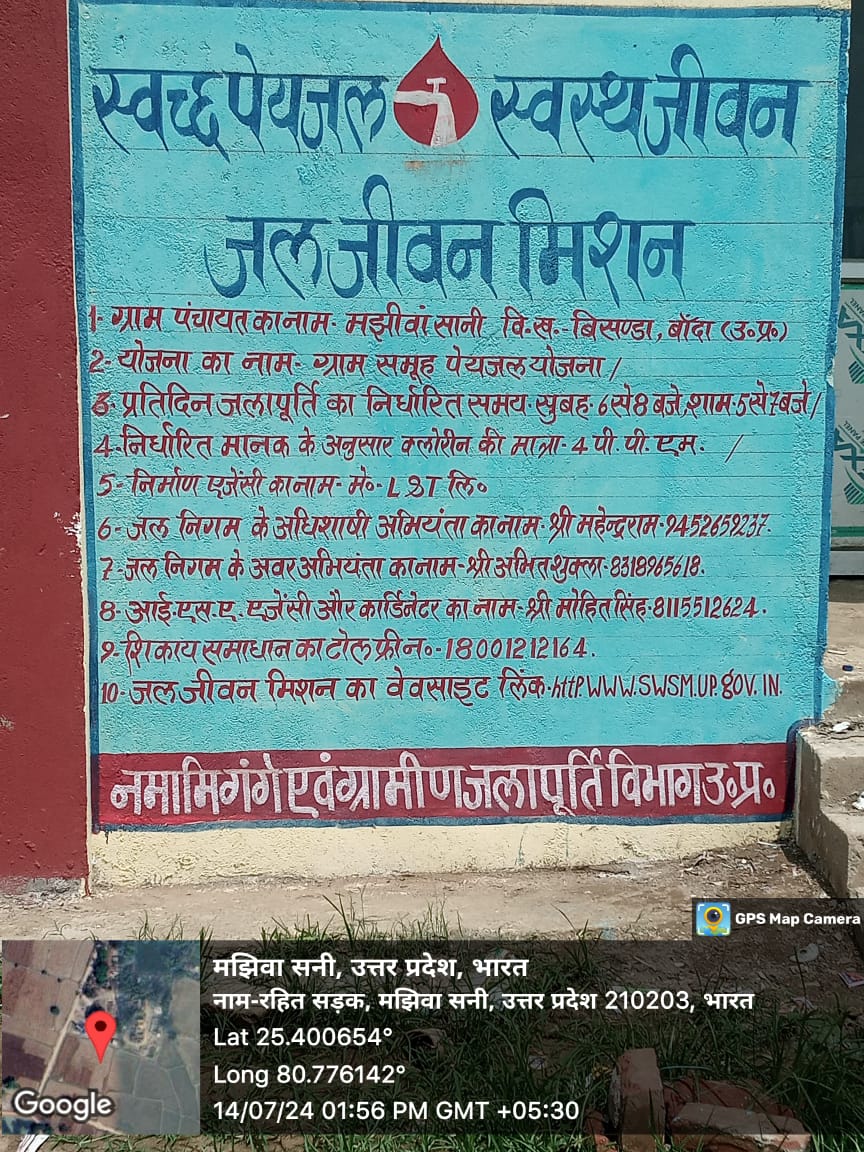 स्वच्छ पेयजल स्वस्थ जीवन
जल जीवन मिशन
1- ग्राम पंचायत का नाम- मझीवां सानी वि.ख.-बिसण्डा, बाँदा (उ०प्र०)
2- योजना का नाम- ग्राम समूह पेयजल योजना/
3- प्रतिदिन जलापूर्ति का निर्धारित समय- सुबह- 6 से 8 बजे, शाम- 5 से 7 बजे/
4- निर्धारित मानक के अनुसार क्लोरीन की मात्रा- 4 पी. पी. एम. /
5- निर्माण एजेंसी का नाम- मे०- L&T लि०
6- जल निगम के अधिशाषी अभियंता का नाम- श्री महेन्द्र राम- 9452659237.
7- जल निगम के अवर अभियंता का नाम- श्री अमित शुक्ला- 8318965618.
8- आई.एस.ए. एजेंसी और कार्डिनेटर का नाम- श्री मोहित सिंह- 8115512624.
9- शिकाय समाधान का टोल फ्री न०- 18001212164.
10- जल जीवन मिशन का वेवसाइट लिंक- httP.WWW.SWSM.UP.gOV.IN.
नमामि गंगे एवं ग्रामीण जलापूर्ति विभाग उ०प्र०
GPS Map Camera
मझिवा सनी, उत्तर प्रदेश, भारत
नाम-रहित सड़क, मझिवा सनी, उत्तर प्रदेश 210203, भारत
Lat 25.400654°
Long 80.776142°
14/07/24 01:56 PM GMT +05:30
Google